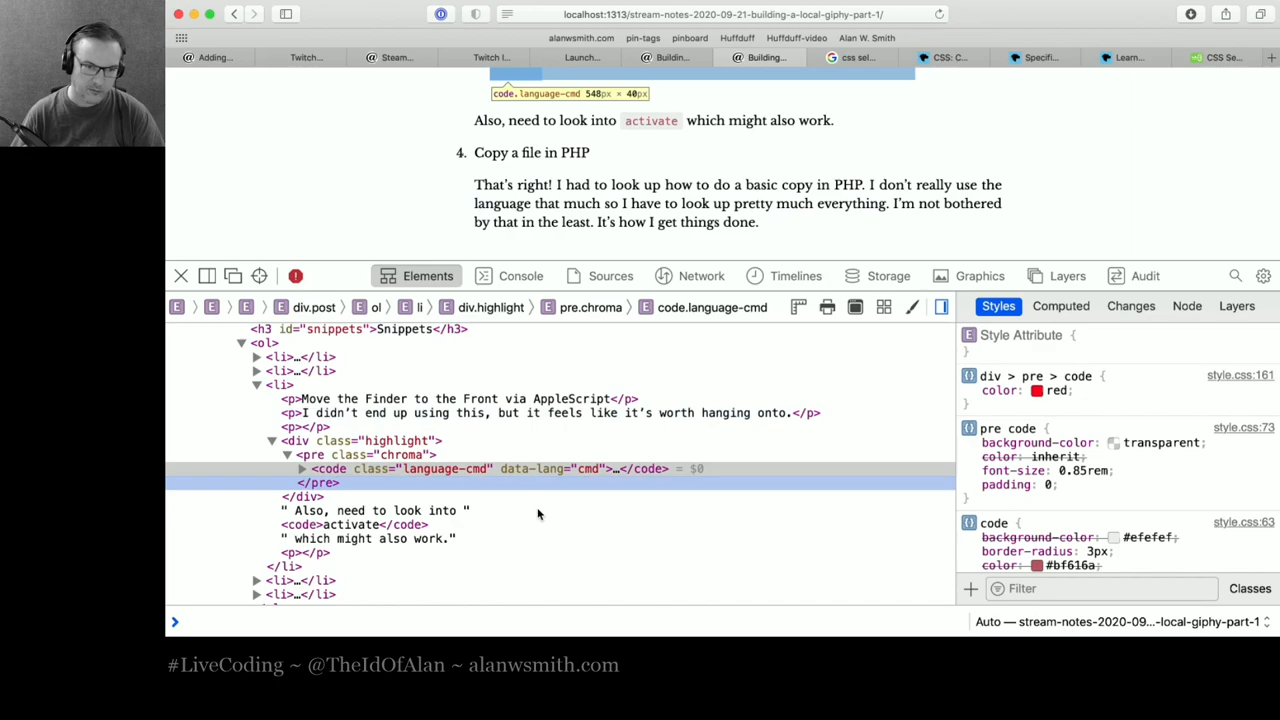 localhost:1313/stream-notes-2020-09-21-building-a-local-giphy-part-1/
alanwsmith.com pin-tags pinboard Huffduff Huffduff-video Alan W. Smith
@ Adding... Twitch... @ Steam... Twitch I... Launch... @ Buildin... @ Building... G css sel... CSS: C... Specifi... Learn... CSS Se...
code.language-cmd 548px × 40px
Also, need to look into activate which might also work.
4. Copy a file in PHP
That's right! I had to look up how to do a basic copy in PHP. I don't really use the
language that much so I have to look up pretty much everything. I'm not bothered
by that in the least. It's how I get things done.
Elements Console Sources Network Timelines Storage Graphics Layers Audit
E E E E div.post E ol E li E div.highlight E pre.chroma E code.language-cmd
Styles Computed Changes Node Layers
<h3 id="snippets">Snippets</h3>
<ol>
<li>…</li>
<li>…</li>
<li>
<p>Move the Finder to the Front via AppleScript</p>
<p>I didn't end up using this, but it feels like it's worth hanging onto.</p>
<p></p>
<div class="highlight">
<pre class="chroma">
<code class="language-cmd" data-lang="cmd">…</code> = $0
</pre>
</div>
" Also, need to look into "
<code>activate</code>
" which might also work."
<p></p>
</li>
<li>…</li>
<li>…</li>
E Style Attribute {
}
div > pre > code { style.css:161
color: red;
}
pre code { style.css:73
background-color: transparent;
color: inherit;
font-size: 0.85rem;
padding: 0;
}
code { style.css:63
background-color: #efefef;
border-radius: 3px;
color: #bf616a;
+ Filter Classes
> Auto — stream-notes-2020-09...-local-giphy-part-1
#LiveCoding ~ @TheIdOfAlan ~ alanwsmith.com